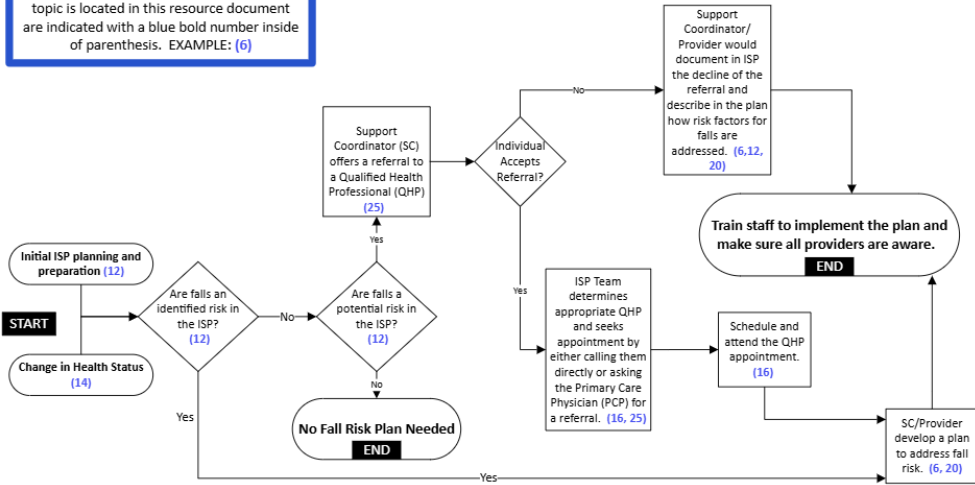 topic is located in this resource document
are indicated with a blue bold number inside
of parenthesis. EXAMPLE: (6)
Support
Coordinator/
Provider would
document in ISP
the decline of the
referral and
describe in the plan
how risk factors for
falls are
addressed. (6,12,
20)
No
Support
Coordinator (SC)
offers a referral to
a Qualified Health
Professional (QHP)
(25)
Individual
Accepts
Referral?
Train staff to implement the plan and
make sure all providers are aware.
END
Yes
Initial ISP planning and
preparation (12)
START
Change in Health Status
(14)
Are falls an
identified risk in
the ISP?
(12)
No
Are falls a
potential risk in
the ISP?
(12)
No
No Fall Risk Plan Needed
END
Yes
ISP Team
determines
appropriate QHP
and seeks
appointment by
either calling them
directly or asking
the Primary Care
Physician (PCP) for
a referral. (16, 25)
Schedule and
attend the QHP
appointment.
(16)
Yes
SC/Provider
develop a plan
to address fall
risk. (6, 20)
Yes